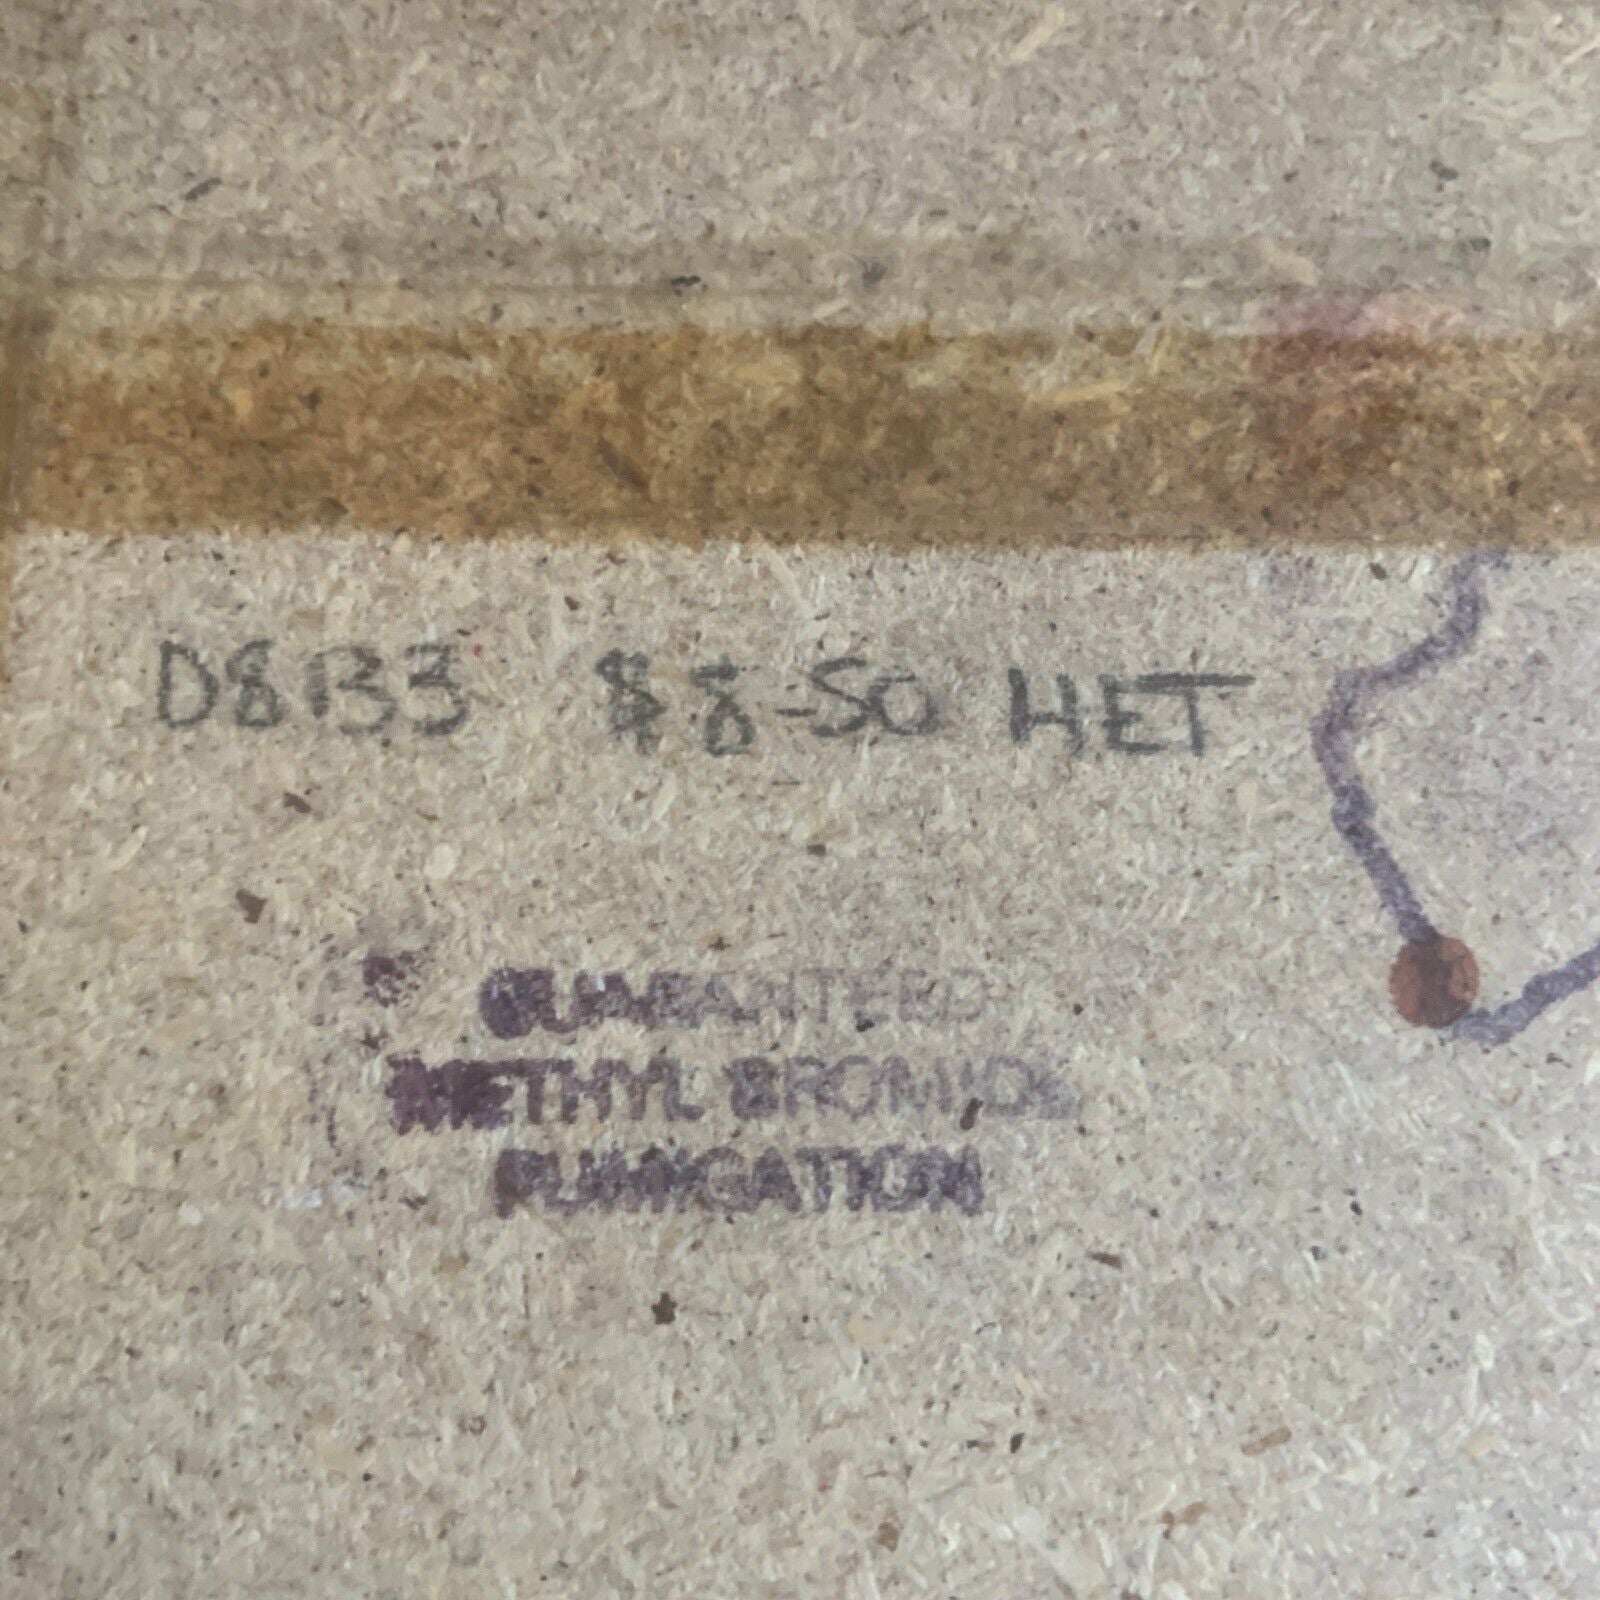 D8133 $8-50 HET
GUARANTEED
METHYL BROMIDE
FUMIGATION